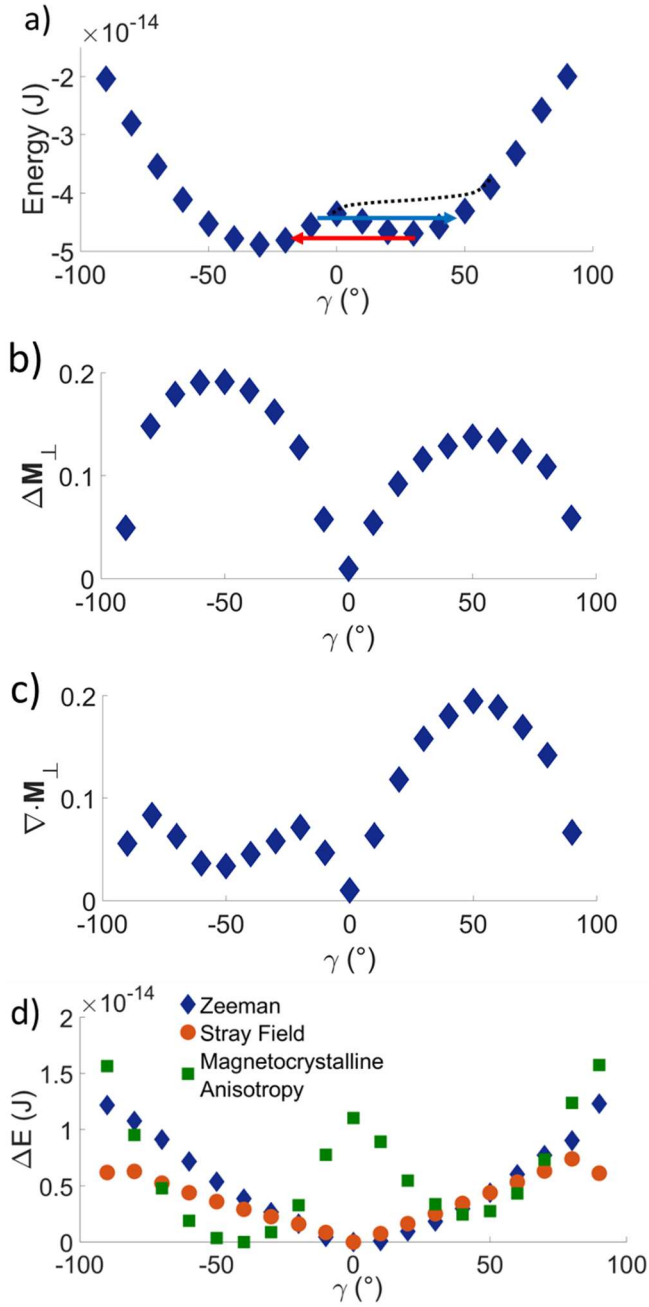 a)
×10⁻¹⁴
Energy (J)
-2
-3
-4
-5
-100 -50 0 50 100
γ (°)
b)
ΔM⊥
0.2
0.1
0
-100 -50 0 50 100
γ (°)
c)
∇·M⊥
0.2
0.1
0
-100 -50 0 50 100
γ (°)
d)
×10⁻¹⁴
ΔE (J)
2
1.5
1
0.5
0
Zeeman
Stray Field
Magnetocrystalline
Anisotropy
-100 -50 0 50 100
γ (°)